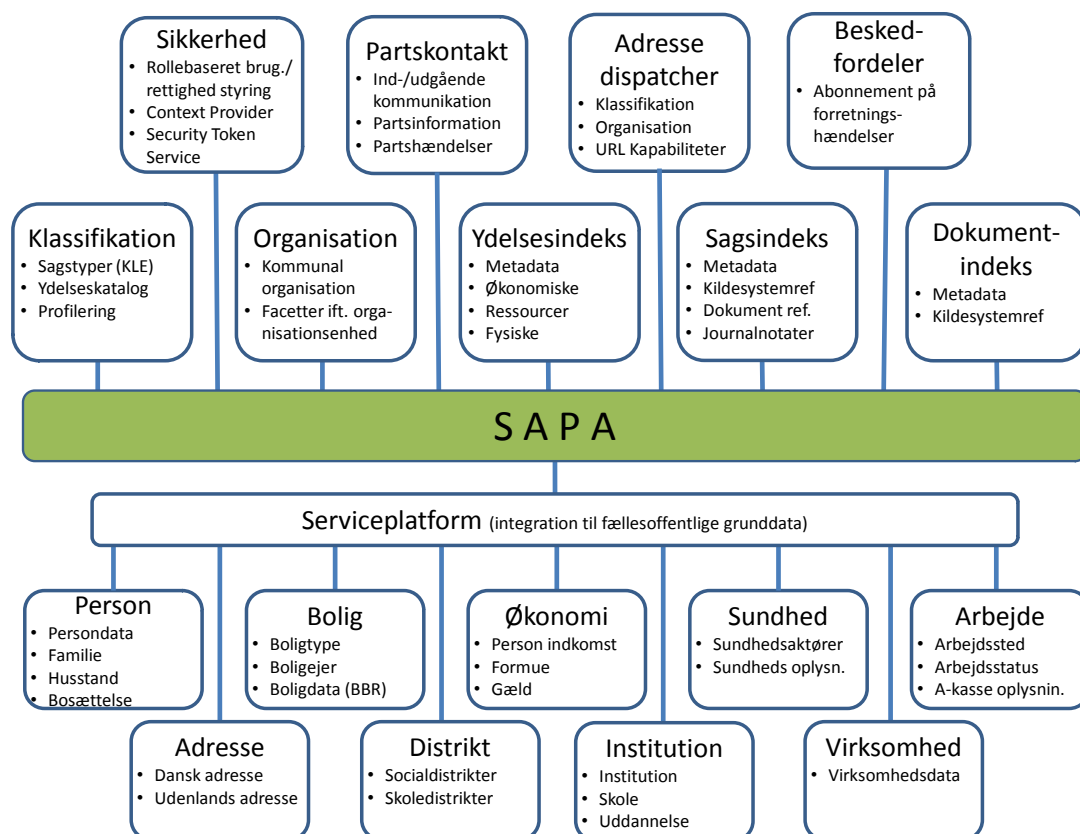 Sikkerhed
• Rollebaseret brug./
rettighed styring
• Context Provider
• Security Token
Service
Partskontakt
• Ind-/udgående
kommunikation
• Partsinformation
• Partshændelser
Adresse
dispatcher
• Klassifikation
• Organisation
• URL Kapabiliteter
Besked-
fordeler
• Abonnement på
forretnings-
hændelser
Klassifikation
• Sagstyper (KLE)
• Ydelseskatalog
• Profilering
Organisation
• Kommunal
organisation
• Facetter ift. orga-
nisationsenhed
Ydelsesindeks
• Metadata
• Økonomiske
• Ressourcer
• Fysiske
Sagsindeks
• Metadata
• Kildesystemref
• Dokument ref.
• Journalnotater
Dokument-
indeks
• Metadata
• Kildesystemref
S A P A
Serviceplatform (integration til fællesoffentlige grunddata)
Person
• Persondata
• Familie
• Husstand
• Bosættelse
Bolig
• Boligtype
• Boligejer
• Boligdata (BBR)
Økonomi
• Person indkomst
• Formue
• Gæld
Sundhed
• Sundhedsaktører
• Sundheds oplysn.
Arbejde
• Arbejdssted
• Arbejdsstatus
• A-kasse oplysnin.
Adresse
• Dansk adresse
• Udenlands adresse
Distrikt
• Socialdistrikter
• Skoledistrikter
Institution
• Institution
• Skole
• Uddannelse
Virksomhed
• Virksomhedsdata